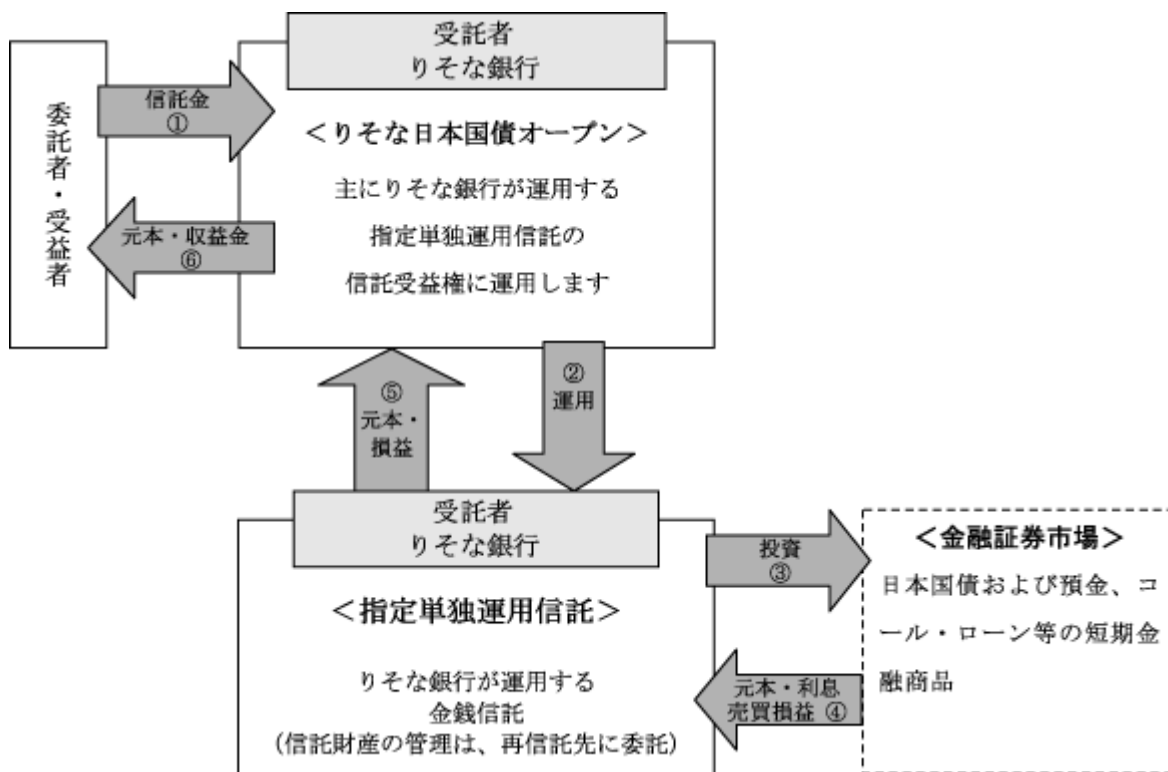 委託者・受益者
信託金
①
元本・収益金
⑥
受託者
りそな銀行
＜りそな日本国債オープン＞
主にりそな銀行が運用する
指定単独運用信託の
信託受益権に運用します
⑤
元本・
損益
②
運用
受託者
りそな銀行
＜指定単独運用信託＞
りそな銀行が運用する
金銭信託
（信託財産の管理は、再信託先に委託）
投資
③
元本・利息
売買損益 ④
＜金融証券市場＞
日本国債および預金、コ
ール・ローン等の短期金
融商品